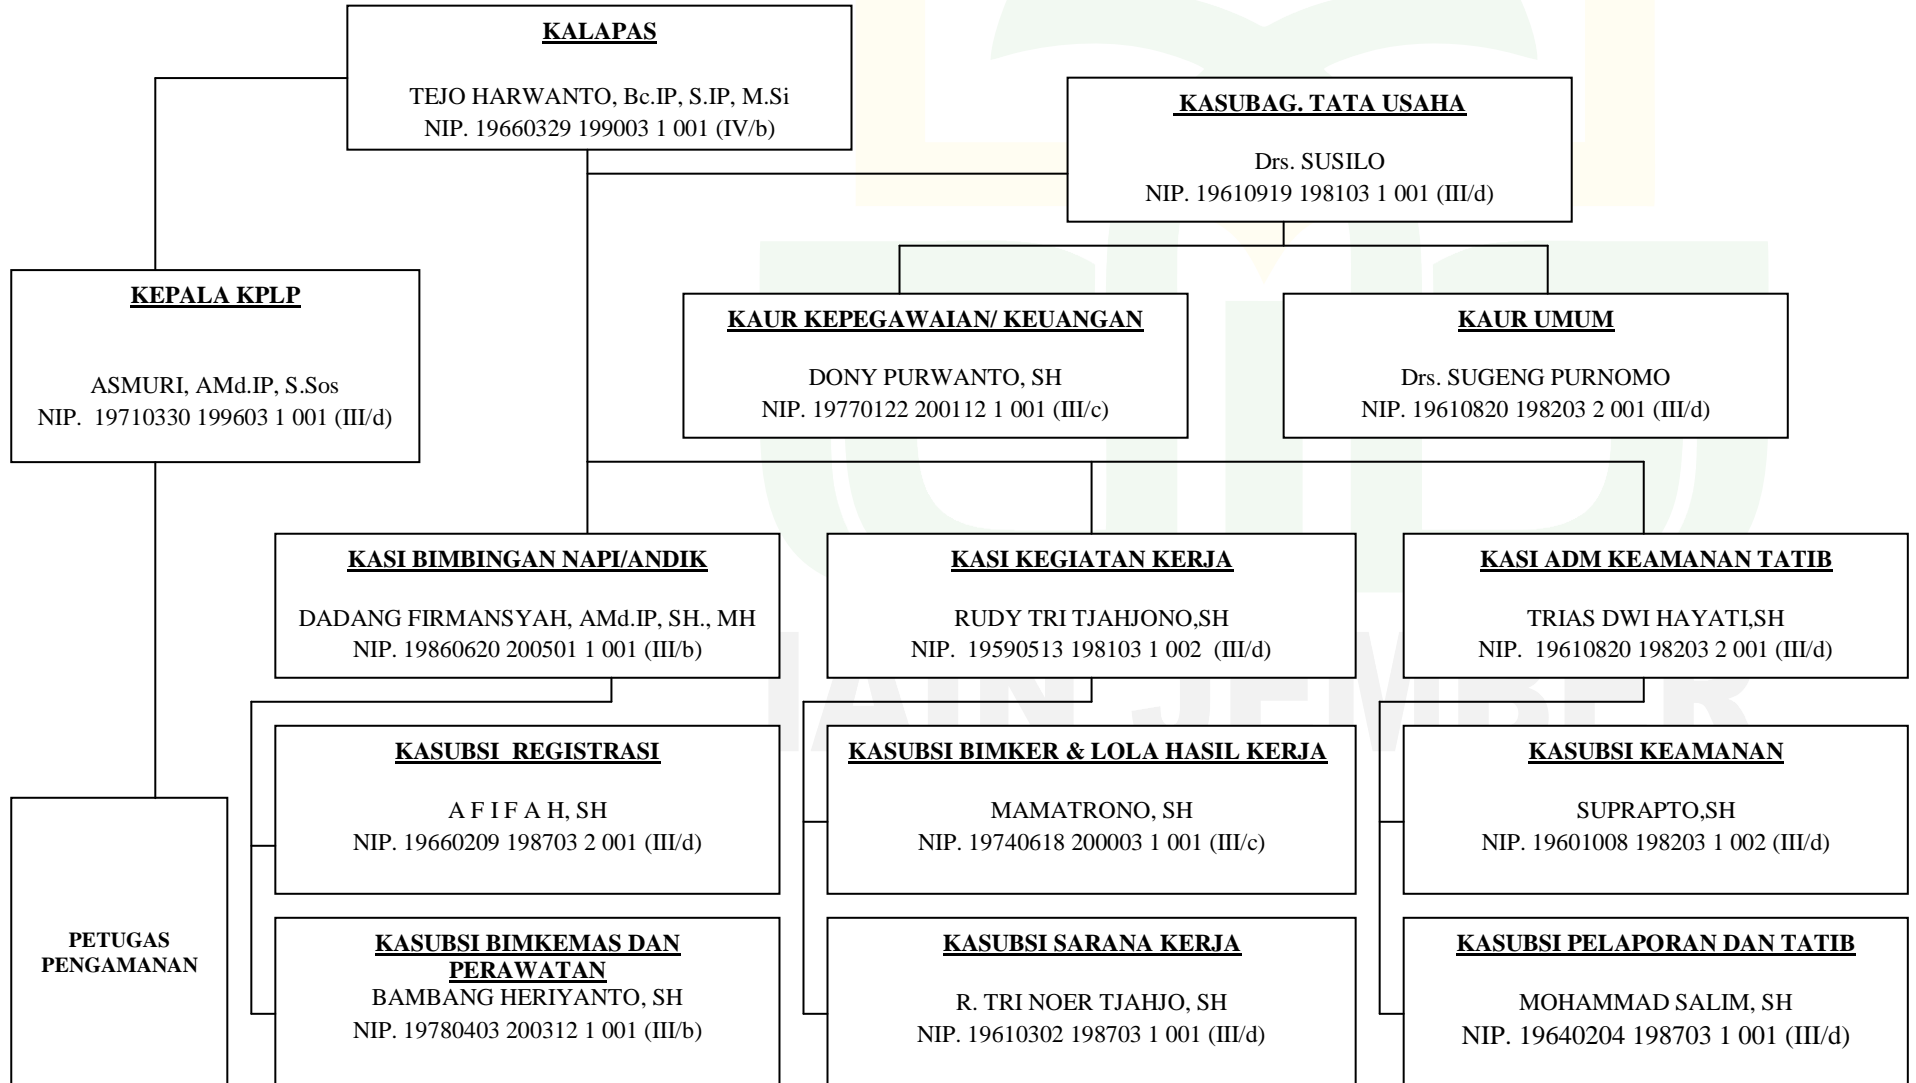 KALAPAS
TEJO HARWANTO, Bc.IP, S.IP, M.Si
NIP. 19660329 199003 1 001 (IV/b)
KASUBAG. TATA USAHA
Drs. SUSILO
NIP. 19610919 198103 1 001 (III/d)
KEPALA KPLP
ASMURI, AMd.IP, S.Sos
NIP. 19710330 199603 1 001 (III/d)
KAUR KEPEGAWAIAN/ KEUANGAN
DONY PURWANTO, SH
NIP. 19770122 200112 1 001 (III/c)
KAUR UMUM
Drs. SUGENG PURNOMO
NIP. 19610820 198203 2 001 (III/d)
KASI BIMBINGAN NAPI/ANDIK
DADANG FIRMANSYAH, AMd.IP, SH., MH
NIP. 19860620 200501 1 001 (III/b)
KASI KEGIATAN KERJA
RUDY TRI TJAHJONO,SH
NIP. 19590513 198103 1 002 (III/d)
KASI ADM KEAMANAN TATIB
TRIAS DWI HAYATI,SH
NIP. 19610820 198203 2 001 (III/d)
IAIN JEMBER
KASUBSI REGISTRASI
A F I F A H, SH
NIP. 19660209 198703 2 001 (III/d)
KASUBSI BIMKER & LOLA HASIL KERJA
MAMATRONO, SH
NIP. 19740618 200003 1 001 (III/c)
KASUBSI KEAMANAN
SUPRAPTO,SH
NIP. 19601008 198203 1 002 (III/d)
PETUGAS
PENGAMANAN
KASUBSI BIMKEMAS DAN
PERAWATAN
BAMBANG HERIYANTO, SH
NIP. 19780403 200312 1 001 (III/b)
KASUBSI SARANA KERJA
R. TRI NOER TJAHJO, SH
NIP. 19610302 198703 1 001 (III/d)
KASUBSI PELAPORAN DAN TATIB
MOHAMMAD SALIM, SH
NIP. 19640204 198703 1 001 (III/d)